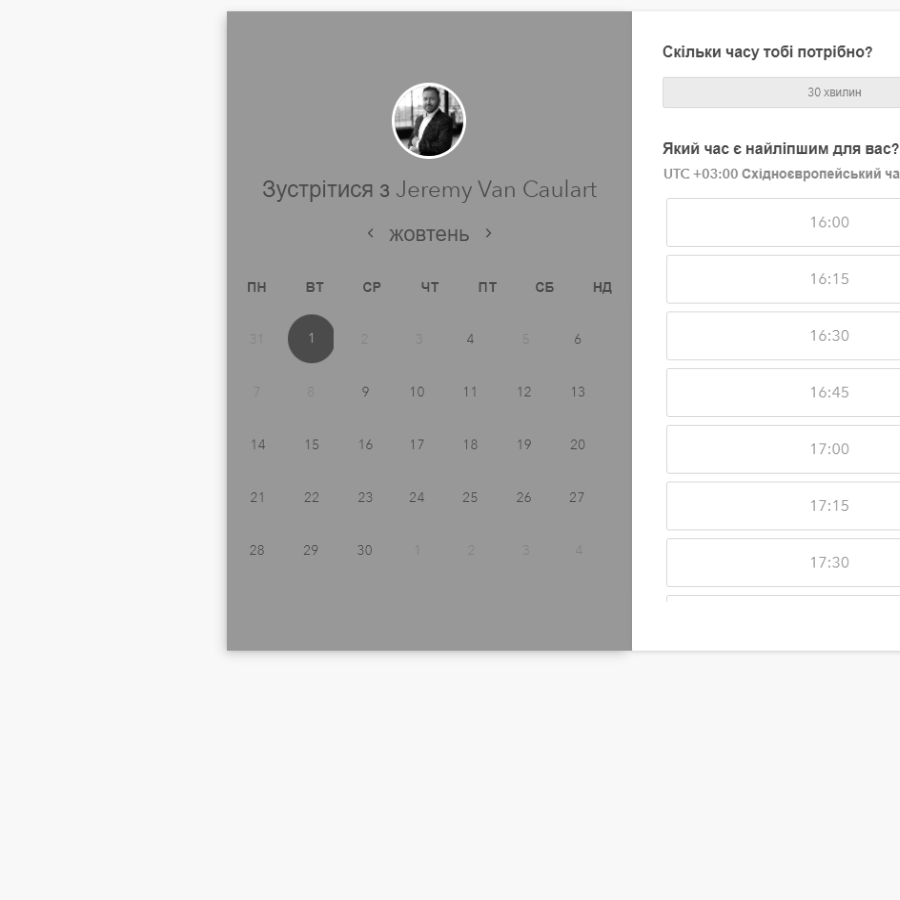 Зустрітися з Jeremy Van Caulart
жовтень
ПН ВТ СР ЧТ ПТ СБ НД
31 1 2 3 4 5 6
7 8 9 10 11 12 13
14 15 16 17 18 19 20
21 22 23 24 25 26 27
28 29 30 1 2 3 4
Скільки часу тобі потрібно?
30 хвилин
Який час є найліпшим для вас?
UTC +03:00 Східноєвропейський ча
16:00
16:15
16:30
16:45
17:00
17:15
17:30